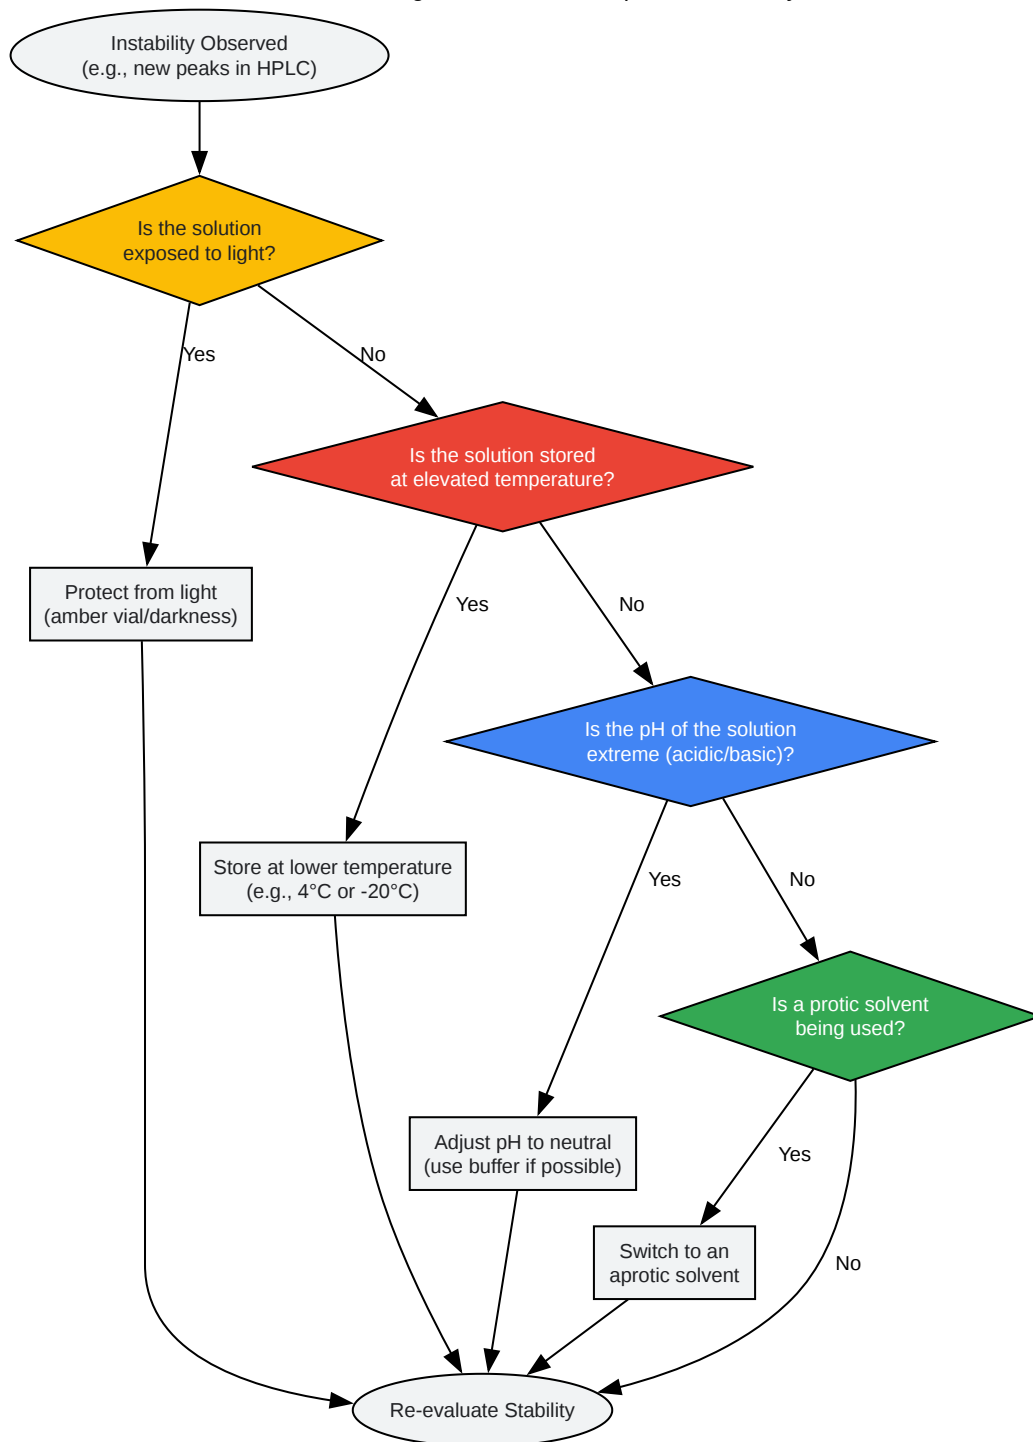 Instability Observed
(e.g., new peaks in HPLC)
Is the solution
exposed to light?
Yes
No
Is the solution stored
at elevated temperature?
Protect from light
(amber vial/darkness)
Yes
No
Is the pH of the solution
extreme (acidic/basic)?
Store at lower temperature
(e.g., 4°C or -20°C)
Yes
No
Is a protic solvent
being used?
Adjust pH to neutral
(use buffer if possible)
Yes
Switch to an
aprotic solvent
No
Re-evaluate Stability